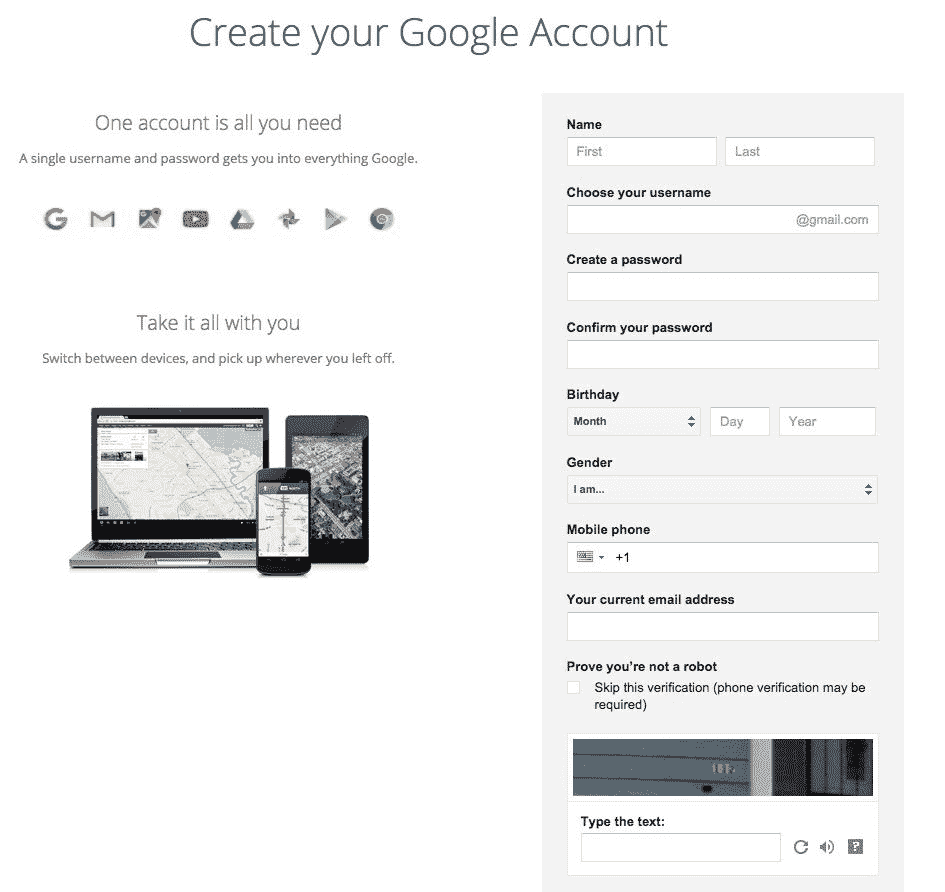 Create your Google Account
One account is all you need
A single username and password gets you into everything Google.
Take it all with you
Switch between devices, and pick up wherever you left off.
Name
First Last
Choose your username
@gmail.com
Create a password
Confirm your password
Birthday
Month Day Year
Gender
I am...
Mobile phone
+1
Your current email address
Prove you’re not a robot
Skip this verification (phone verification may be
required)
Type the text:
?